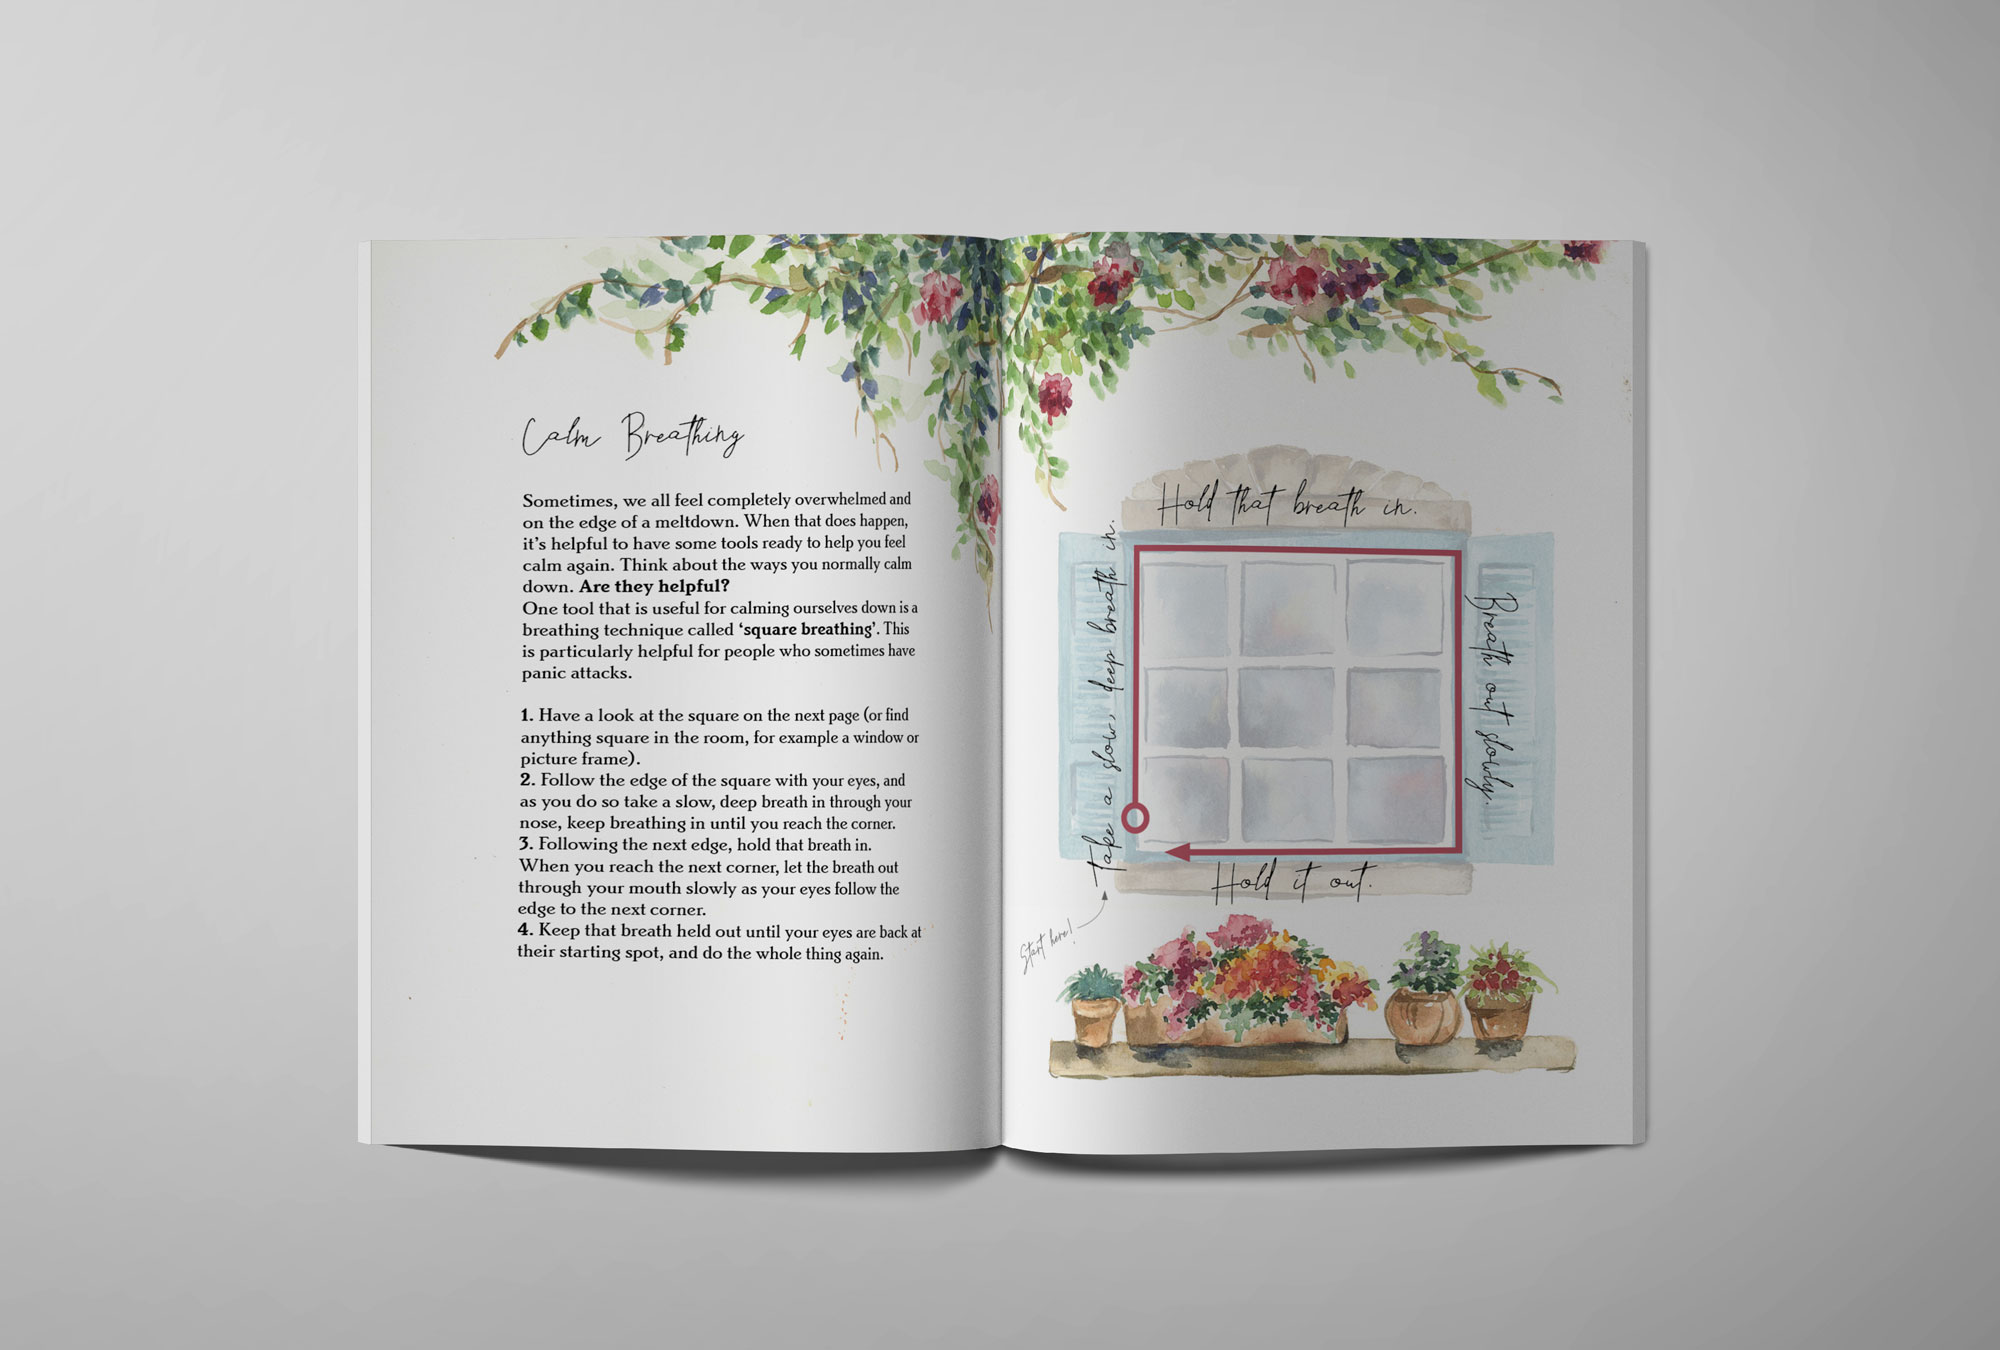 Calm Breathing
Sometimes, we all feel completely overwhelmed and
on the edge of a meltdown. When that does happen,
it's helpful to have some tools ready to help you feel
calm again. Think about the ways you normally calm
down. Are they helpful?
One tool that is useful for calming ourselves down is a
breathing technique called ‘square breathing’. This
is particularly helpful for people who sometimes have
panic attacks.
1. Have a look at the square on the next page (or find
anything square in the room, for example a window or
picture frame).
2. Follow the edge of the square with your eyes, and
as you do so take a slow, deep breath in through your
nose, keep breathing in until you reach the corner.
3. Following the next edge, hold that breath in.
When you reach the next corner, let the breath out
through your mouth slowly as your eyes follow the
edge to the next corner.
4. Keep that breath held out until your eyes are back at
their starting spot, and do the whole thing again.
Start here!
Take a slow, deep breath in.
Hold that breath in.
Breath out slowly.
Hold it out.